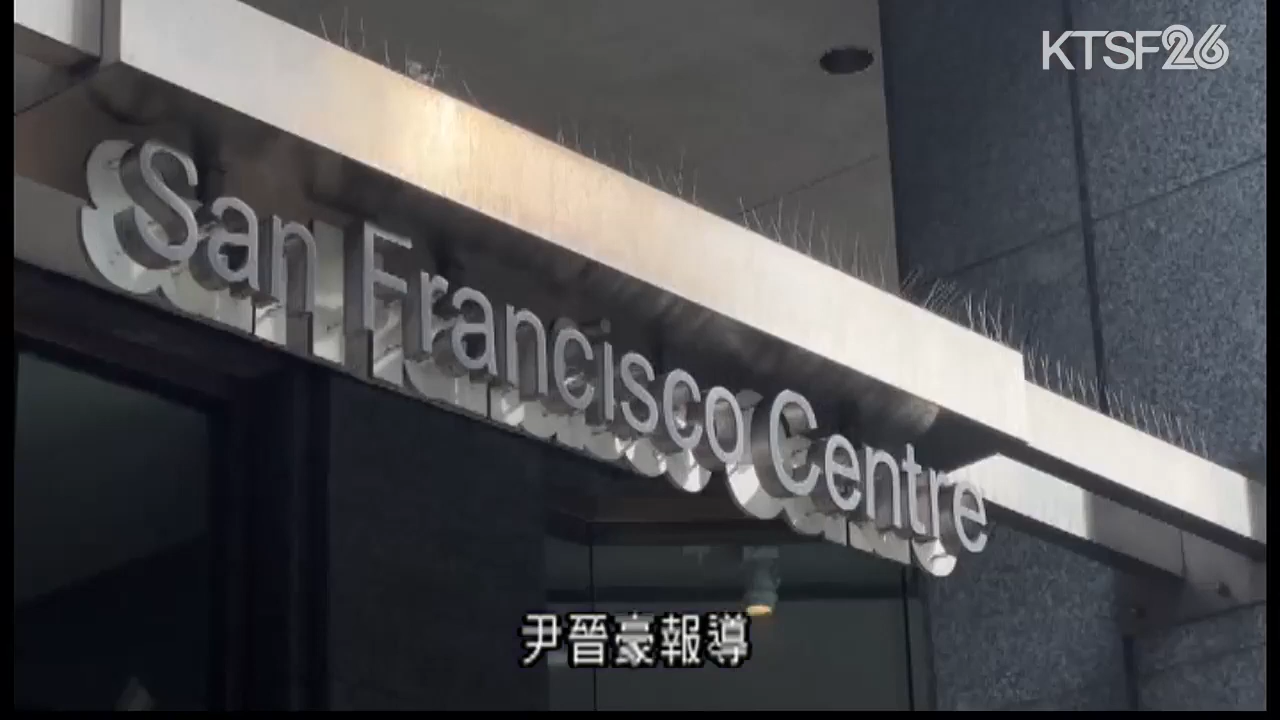 KTSF26
San Francisco Centre
尹晉豪報導